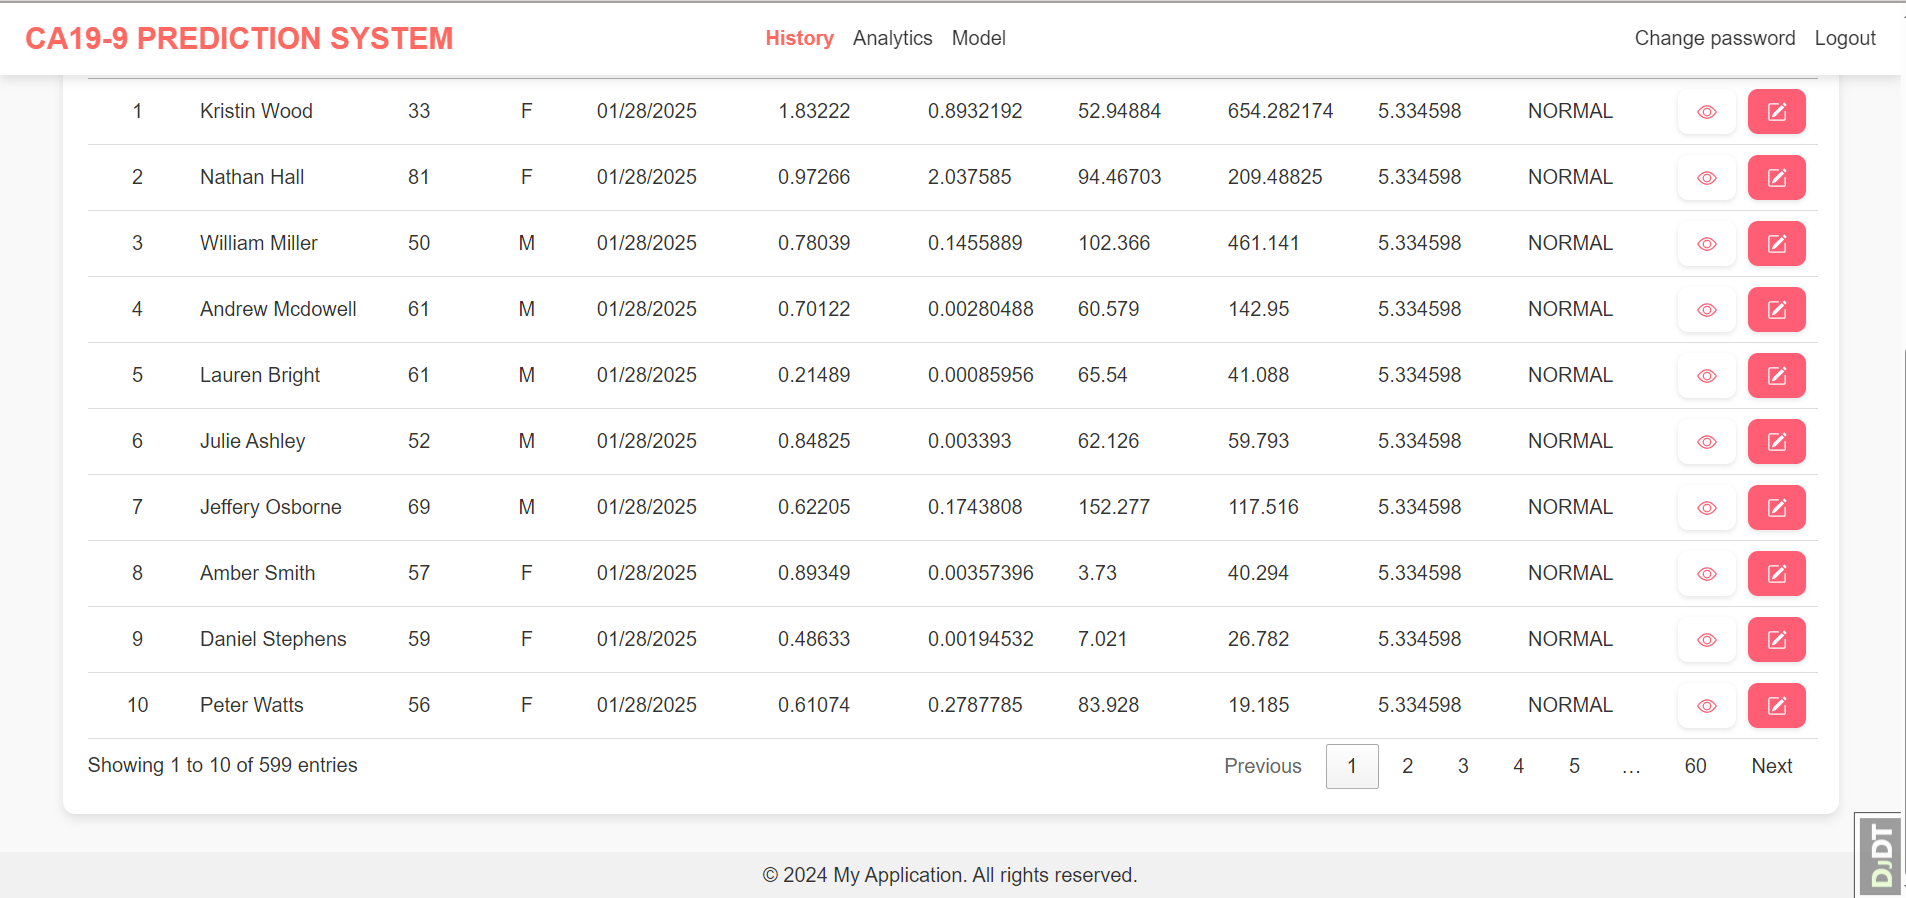 CA19-9 PREDICTION SYSTEM History Analytics Model Change password Logout
1 Kristin Wood 33 F 01/28/2025 1.83222 0.8932192 52.94884 654.282174 5.334598 NORMAL
2 Nathan Hall 81 F 01/28/2025 0.97266 2.037585 94.46703 209.48825 5.334598 NORMAL
3 William Miller 50 M 01/28/2025 0.78039 0.1455889 102.366 461.141 5.334598 NORMAL
4 Andrew Mcdowell 61 M 01/28/2025 0.70122 0.00280488 60.579 142.95 5.334598 NORMAL
5 Lauren Bright 61 M 01/28/2025 0.21489 0.00085956 65.54 41.088 5.334598 NORMAL
6 Julie Ashley 52 M 01/28/2025 0.84825 0.003393 62.126 59.793 5.334598 NORMAL
7 Jeffery Osborne 69 M 01/28/2025 0.62205 0.1743808 152.277 117.516 5.334598 NORMAL
8 Amber Smith 57 F 01/28/2025 0.89349 0.00357396 3.73 40.294 5.334598 NORMAL
9 Daniel Stephens 59 F 01/28/2025 0.48633 0.00194532 7.021 26.782 5.334598 NORMAL
10 Peter Watts 56 F 01/28/2025 0.61074 0.2787785 83.928 19.185 5.334598 NORMAL
Showing 1 to 10 of 599 entries Previous 1 2 3 4 5 … 60 Next
DJDT
© 2024 My Application. All rights reserved.